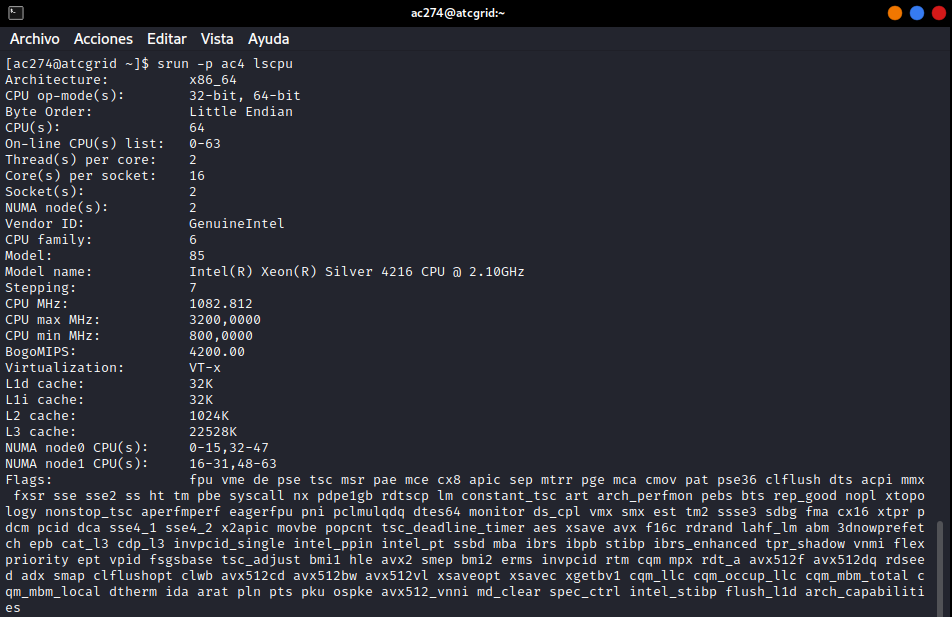 ac274@atcgrid:~
Archivo Acciones Editar Vista Ayuda
[ac274@atcgrid ~]$ srun -p ac4 lscpu
Architecture: x86_64
CPU op-mode(s): 32-bit, 64-bit
Byte Order: Little Endian
CPU(s): 64
On-line CPU(s) list: 0-63
Thread(s) per core: 2
Core(s) per socket: 16
Socket(s): 2
NUMA node(s): 2
Vendor ID: GenuineIntel
CPU family: 6
Model: 85
Model name: Intel(R) Xeon(R) Silver 4216 CPU @ 2.10GHz
Stepping: 7
CPU MHz: 1082.812
CPU max MHz: 3200,0000
CPU min MHz: 800,0000
BogoMIPS: 4200.00
Virtualization: VT-x
L1d cache: 32K
L1i cache: 32K
L2 cache: 1024K
L3 cache: 22528K
NUMA node0 CPU(s): 0-15,32-47
NUMA node1 CPU(s): 16-31,48-63
Flags: fpu vme de pse tsc msr pae mce cx8 apic sep mtrr pge mca cmov pat pse36 clflush dts acpi mmx
fxsr sse sse2 ss ht tm pbe syscall nx pdpe1gb rdtscp lm constant_tsc art arch_perfmon pebs bts rep_good nopl xtopo
logy nonstop_tsc aperfmperf eagerfpu pni pclmulqdq dtes64 monitor ds_cpl vmx smx est tm2 ssse3 sdbg fma cx16 xtpr p
dcm pcid dca sse4_1 sse4_2 x2apic movbe popcnt tsc_deadline_timer aes xsave avx f16c rdrand lahf_lm abm 3dnowprefet
ch epb cat_l3 cdp_l3 invpcid_single intel_ppin intel_pt ssbd mba ibrs ibpb stibp ibrs_enhanced tpr_shadow vnmi flex
priority ept vpid fsgsbase tsc_adjust bmi1 hle avx2 smep bmi2 erms invpcid rtm cqm mpx rdt_a avx512f avx512dq rdsee
d adx smap clflushopt clwb avx512cd avx512bw avx512vl xsaveopt xsavec xgetbv1 cqm_llc cqm_occup_llc cqm_mbm_total c
qm_mbm_local dtherm ida arat pln pts pku ospke avx512_vnni md_clear spec_ctrl intel_stibp flush_l1d arch_capabiliti
es